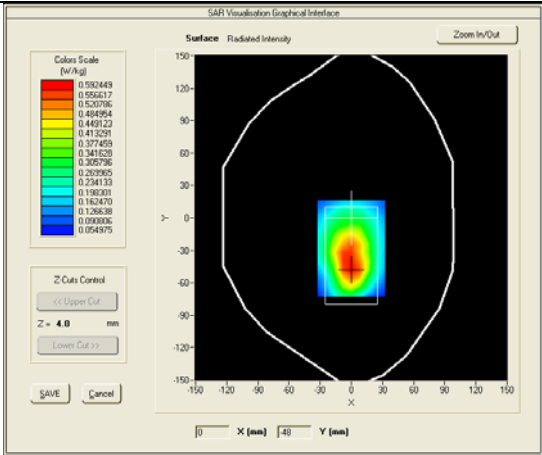 SAR Visualisation Graphical Interface
Surface Radiated Intensity
Zoom In/Out
Colors Scale
(W/kg)
0.592449
0.556617
0.520786
0.484954
0.449123
0.413291
0.377459
0.341628
0.305796
0.269965
0.234133
0.198301
0.162470
0.126638
0.090806
0.054975
150
120
90
60
30
0
-30
-60
-90
-120
-150
Y
-150 -120 -90 -60 -30 0 30 60 90 120 150
X
Z-Cuts Control
<< Upper Cut
Z = 4.0 mm
Lower Cut >>
SAVE Cancel
0 X (mm) -48 Y (mm)